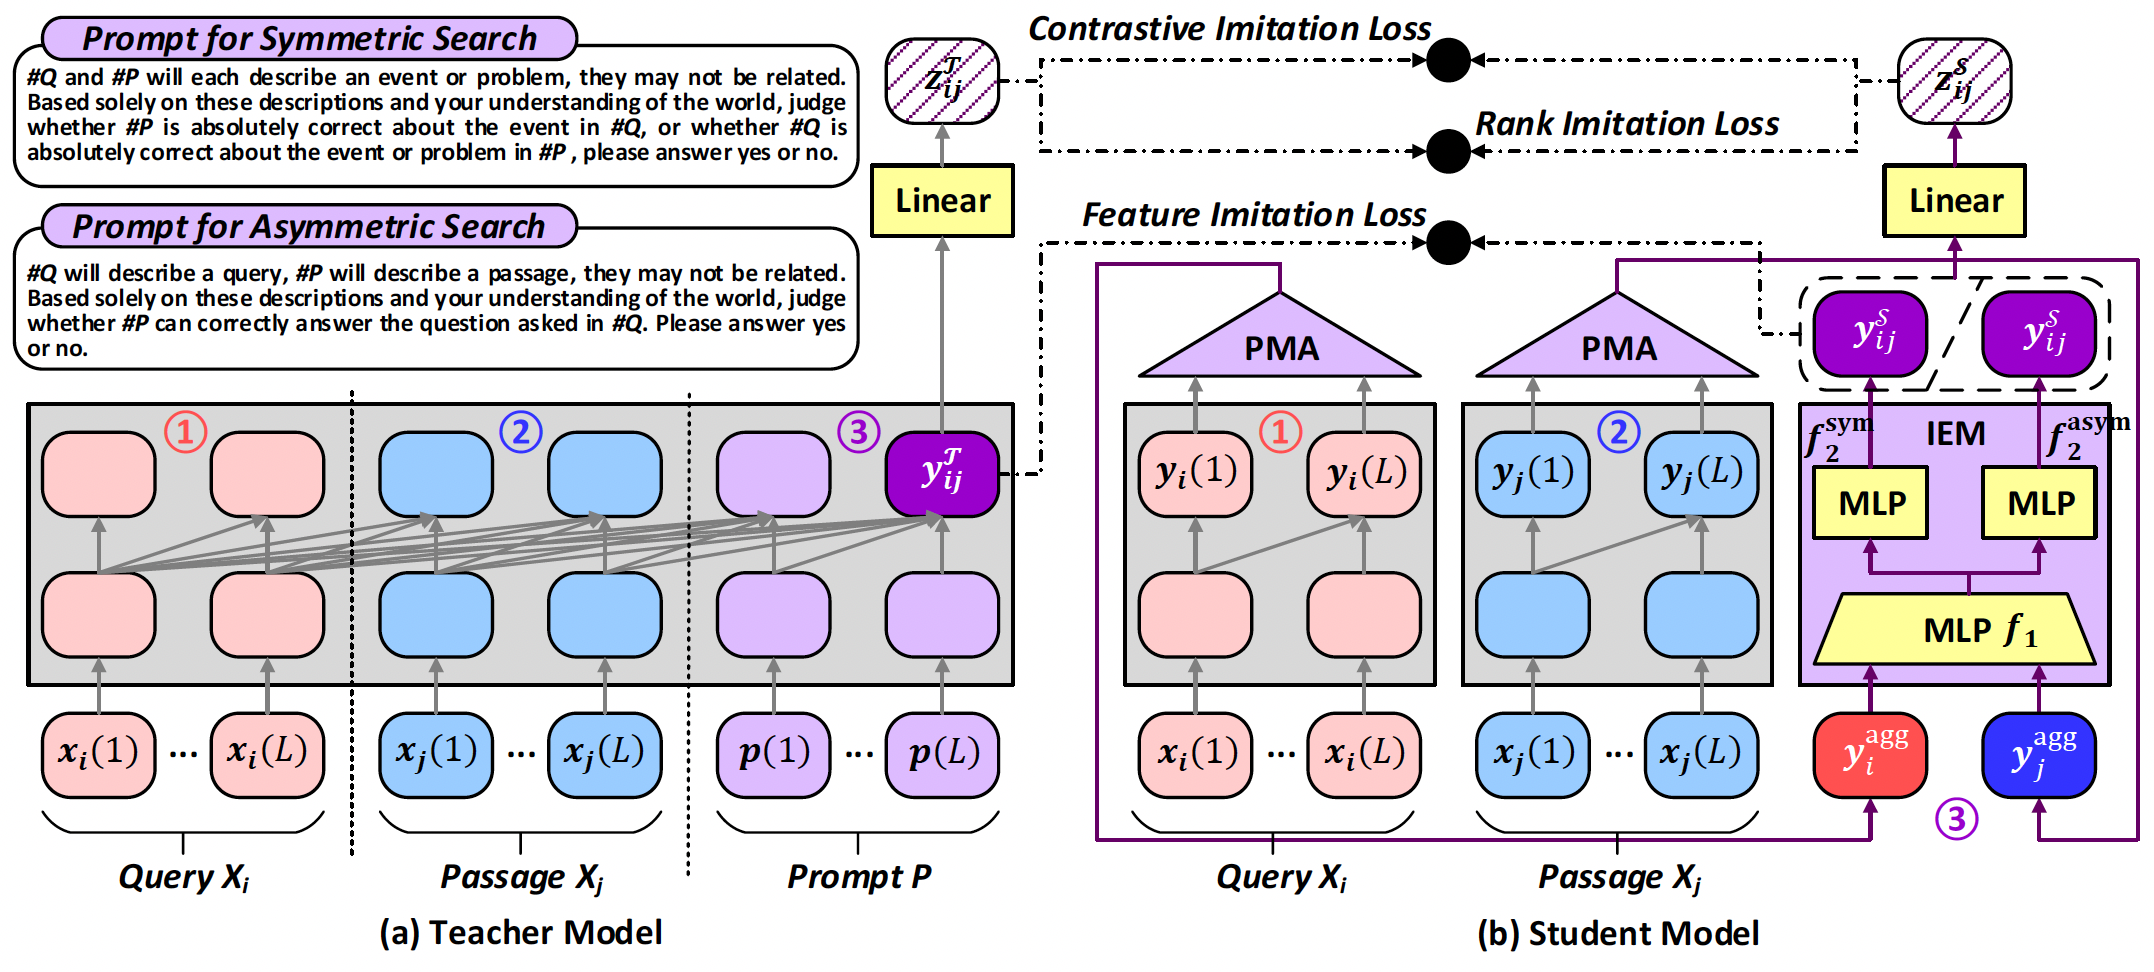 Prompt for Symmetric Search
#Q and #P will each describe an event or problem, they may not be related.
Based solely on these descriptions and your understanding of the world, judge
whether #P is absolutely correct about the event in #Q, or whether #Q is
absolutely correct about the event or problem in #P , please answer yes or no.
Prompt for Asymmetric Search
#Q will describe a query, #P will describe a passage, they may not be related.
Based solely on these descriptions and your understanding of the world, judge
whether #P can correctly answer the question asked in #Q. Please answer yes
or no.
z_{ij}^{𝒯}
Linear
① ② ③
y_{ij}^{𝒯}
x_i(1) ... x_i(L) x_j(1) ... x_j(L) p(1) ... p(L)
Query X_i Passage X_j Prompt P
(a) Teacher Model
Contrastive Imitation Loss
Rank Imitation Loss
Feature Imitation Loss
z_{ij}^{𝒮}
Linear
PMA PMA
y_{ij}^{𝒮} y_{ij}^{𝒮}
① ②
f_2^{sym} IEM f_2^{asym}
y_i(1) y_i(L) y_j(1) y_j(L)
MLP MLP
MLP f_1
x_i(1) ... x_i(L) x_j(1) ... x_j(L)
y_i^{agg} y_j^{agg}
③
Query X_i Passage X_j
(b) Student Model